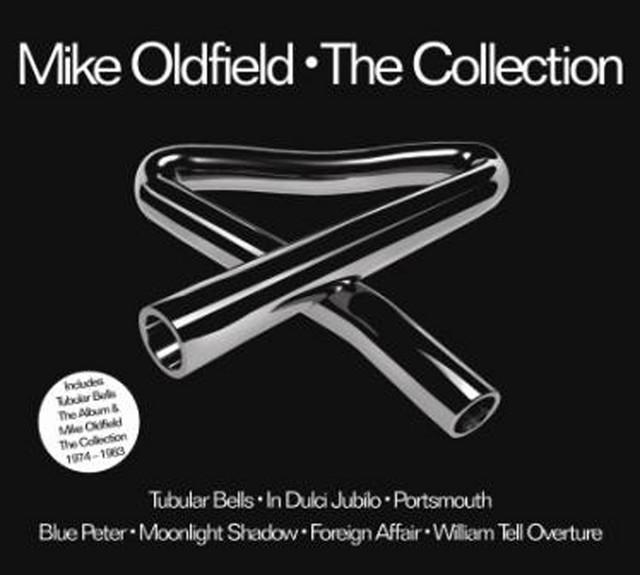 Mike Oldfield • The Collection
Includes
Tubular Bells
The Album &
Mike Oldfield
The Collection
1974 – 1983
Tubular Bells • In Dulci Jubilo • Portsmouth
Blue Peter • Moonlight Shadow • Foreign Affair • William Tell Overture